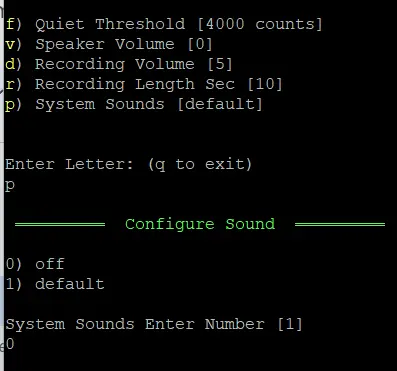 f) Quiet Threshold [4000 counts]
v) Speaker Volume [0]
d) Recording Volume [5]
r) Recording Length Sec [10]
p) System Sounds [default]
Enter Letter: (q to exit)
p
========= Configure Sound =========
0) off
1) default
System Sounds Enter Number [1]
0